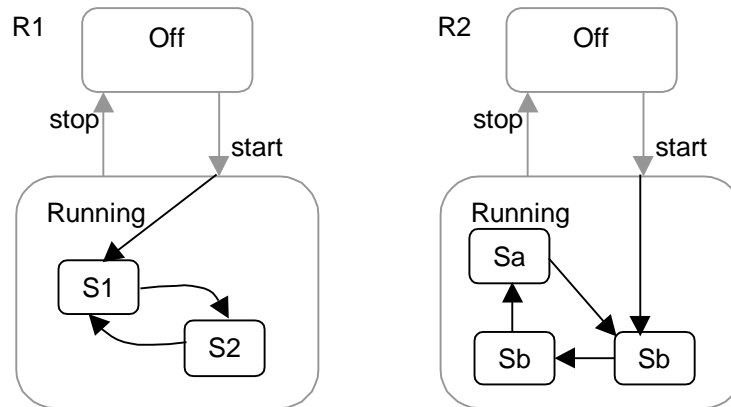 R1
Off
stop
start
Running
S1
S2
R2
Off
stop
start
Running
Sa
Sb
Sb